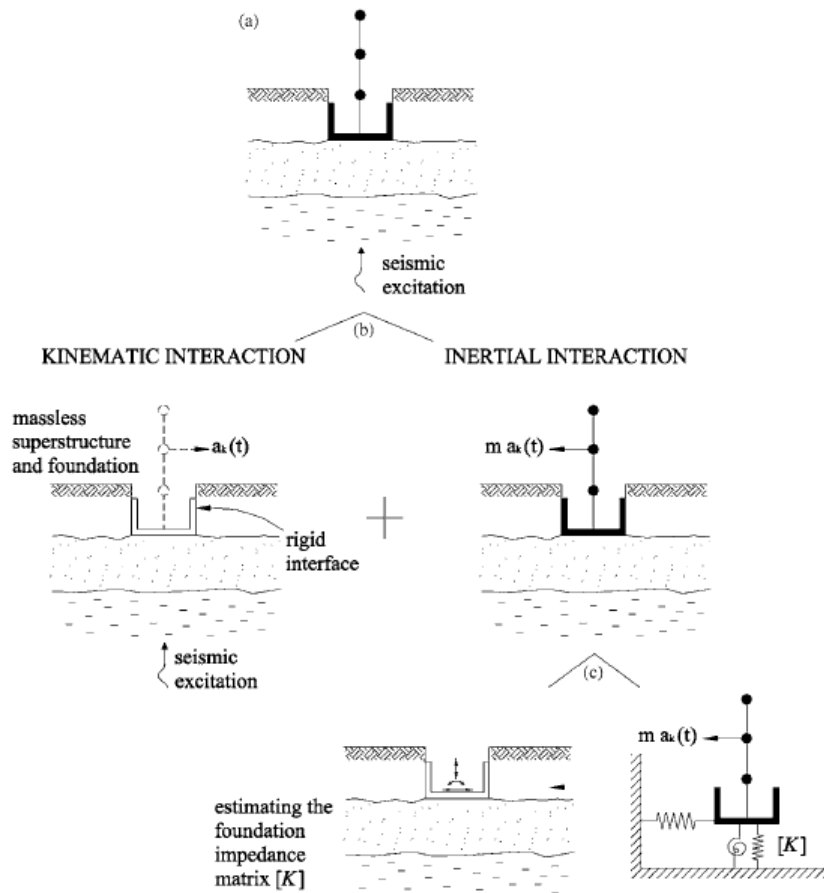 (a)
seismic
excitation
(b)
KINEMATIC INTERACTION
INERTIAL INTERACTION
massless
superstructure
and foundation
aₖ(t)
m aₖ(t)
rigid
interface
seismic
excitation
(c)
m aₖ(t)
estimating the
foundation
impedance
matrix [K]
[K]